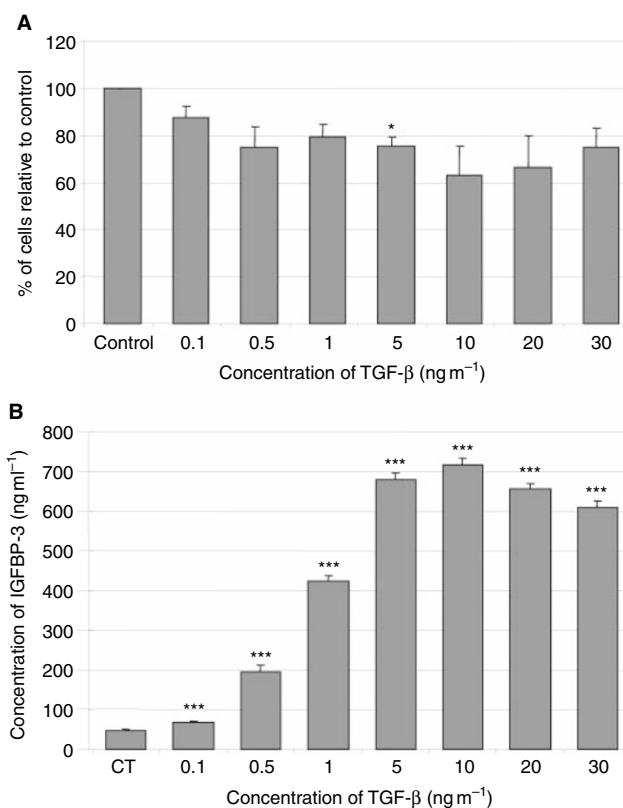 A
120
100
80
60
40
20
0
% of cells relative to control
*
Control 0.1 0.5 1 5 10 20 30
Concentration of TGF-β (ng m⁻¹)
B
800
700
600
500
400
300
200
100
0
Concentration of IGFBP-3 (ng ml⁻¹)
*** *** *** *** *** *** ***
CT 0.1 0.5 1 5 10 20 30
Concentration of TGF-β (ng m⁻¹)